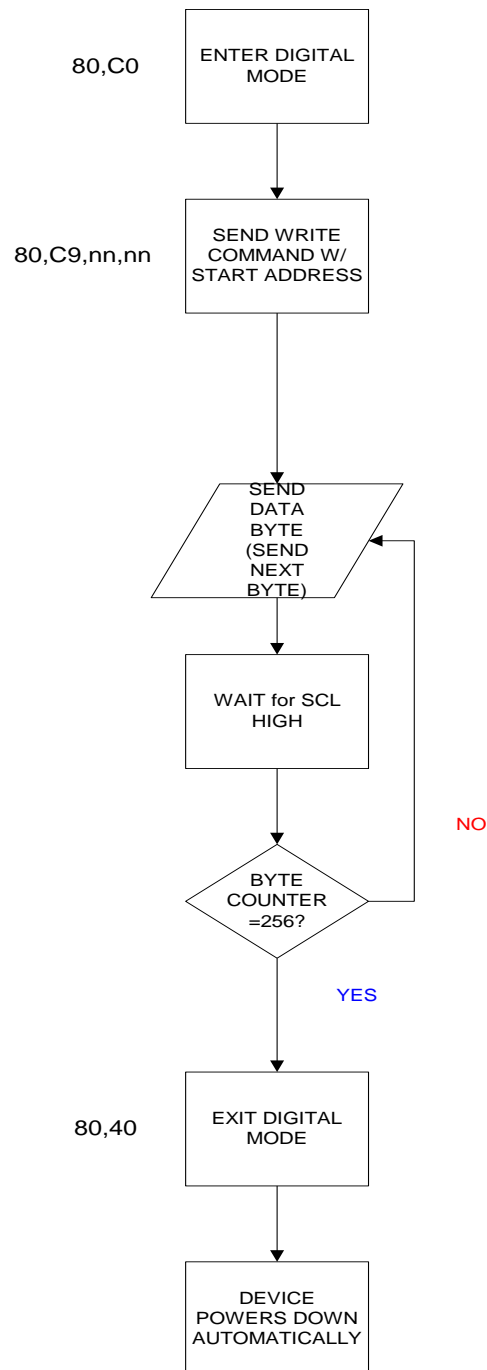 80,C0
ENTER DIGITAL
MODE
80,C9,nn,nn
SEND WRITE
COMMAND W/
START ADDRESS
SEND
DATA
BYTE
(SEND
NEXT
BYTE)
WAIT for SCL
HIGH
NO
BYTE
COUNTER
=256?
YES
80,40
EXIT DIGITAL
MODE
DEVICE
POWERS DOWN
AUTOMATICALLY